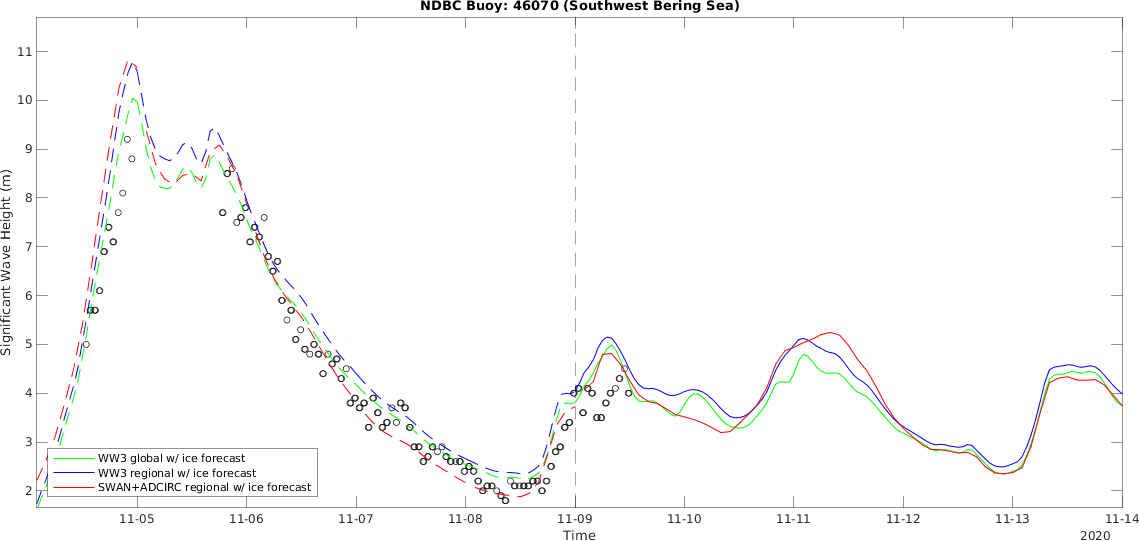 NDBC Buoy: 46070 (Southwest Bering Sea)
Significant Wave Height (m)
11
10
9
8
7
6
5
4
3
2
WW3 global w/ ice forecast
WW3 regional w/ ice forecast
SWAN+ADCIRC regional w/ ice forecast
11-05 11-06 11-07 11-08 11-09 11-10 11-11 11-12 11-13 11-14
Time
2020